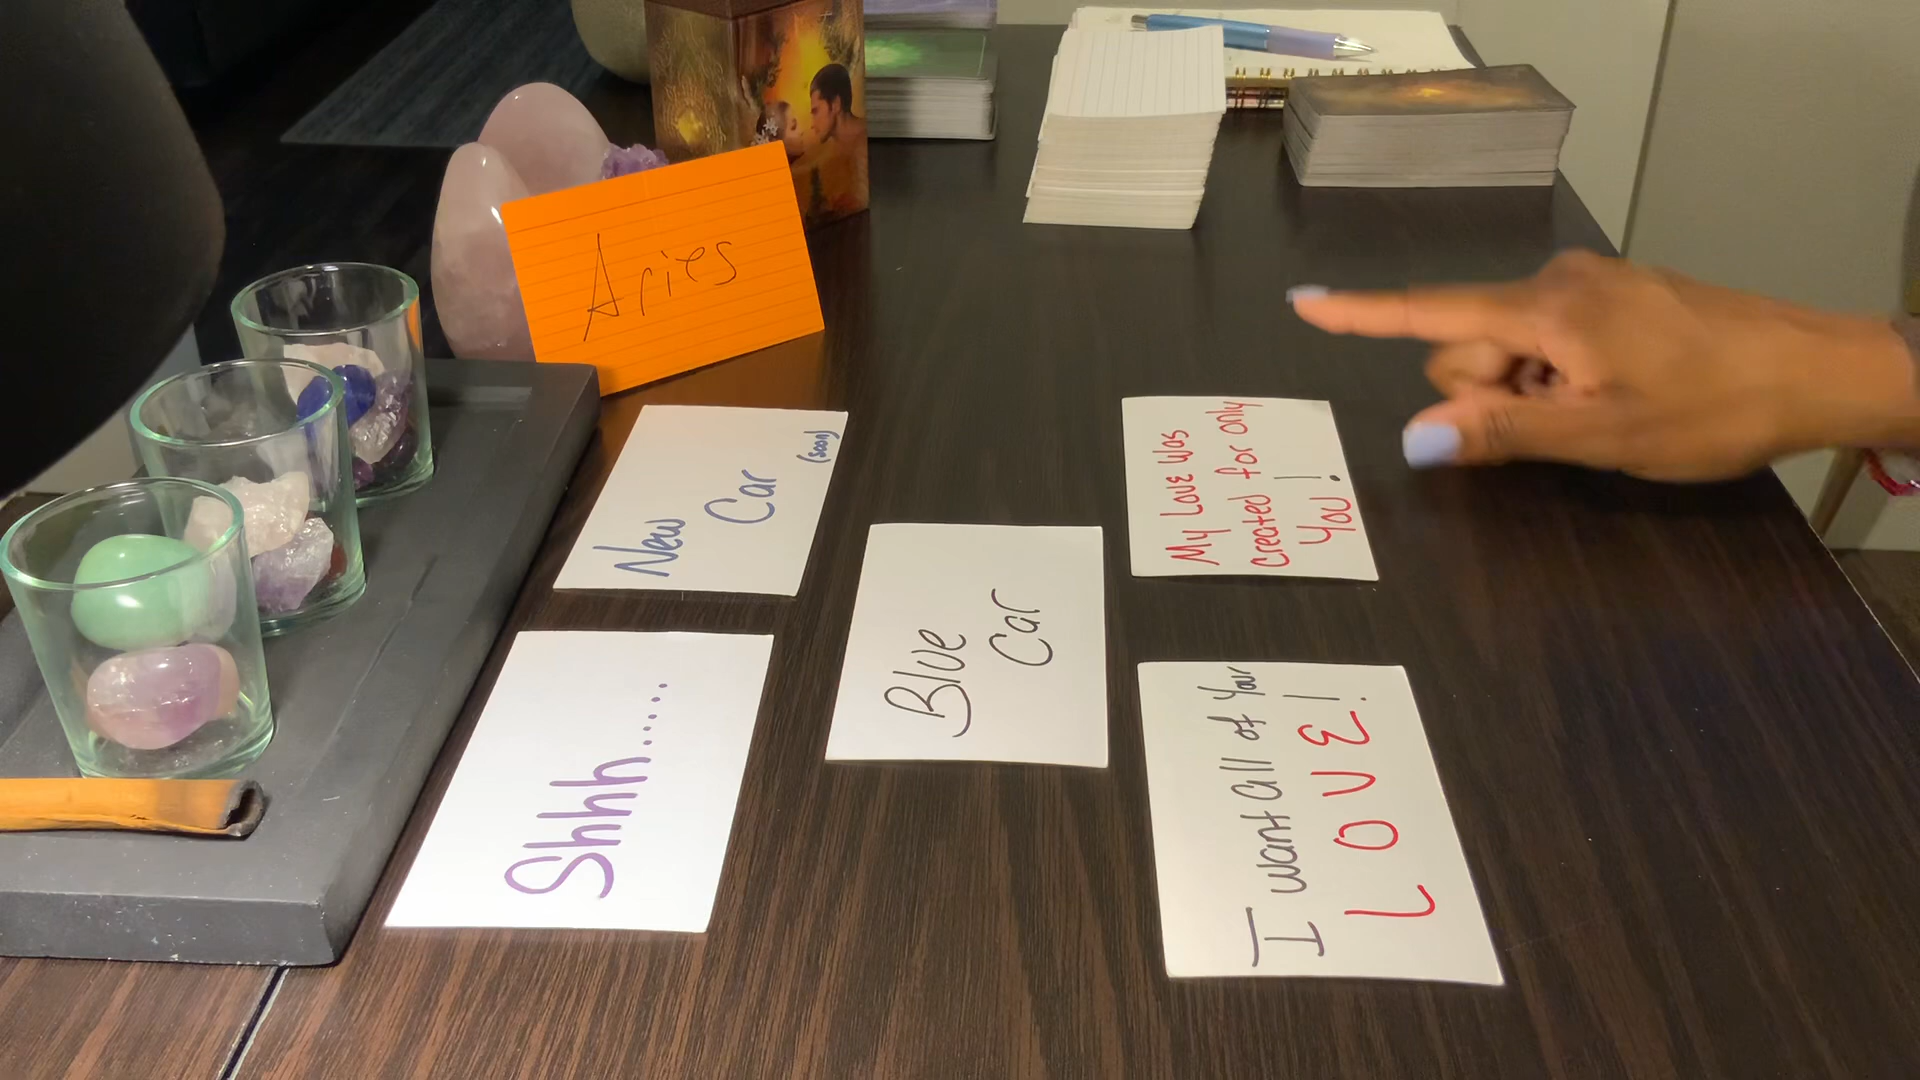 Aries
New
Car
(soon)
My Love was
created for only
You!
Blue
Car
Shhh......
I want all of Your
LOVE!